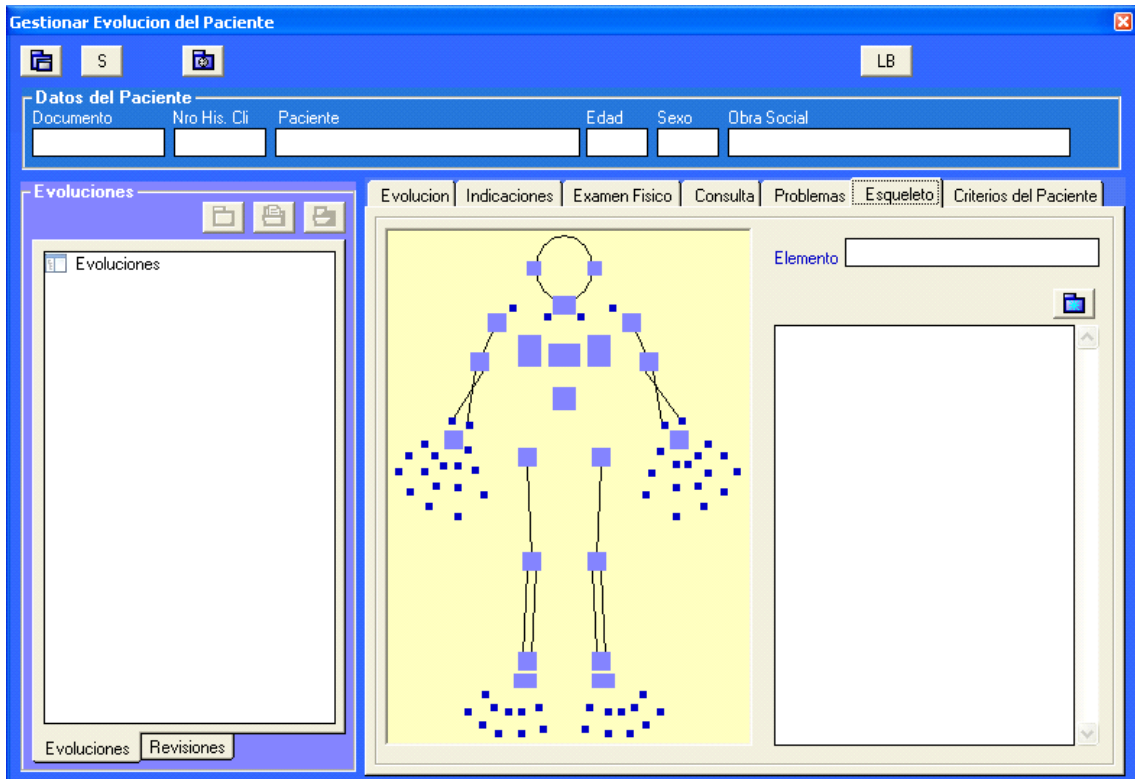 Gestionar Evolucion del Paciente
S
LB
Datos del Paciente
Documento Nro His. Cli Paciente Edad Sexo Obra Social
Evoluciones
Evolucion Indicaciones Examen Fisico Consulta Problemas Esqueleto Criterios del Paciente
Evoluciones
Elemento
Evoluciones Revisiones